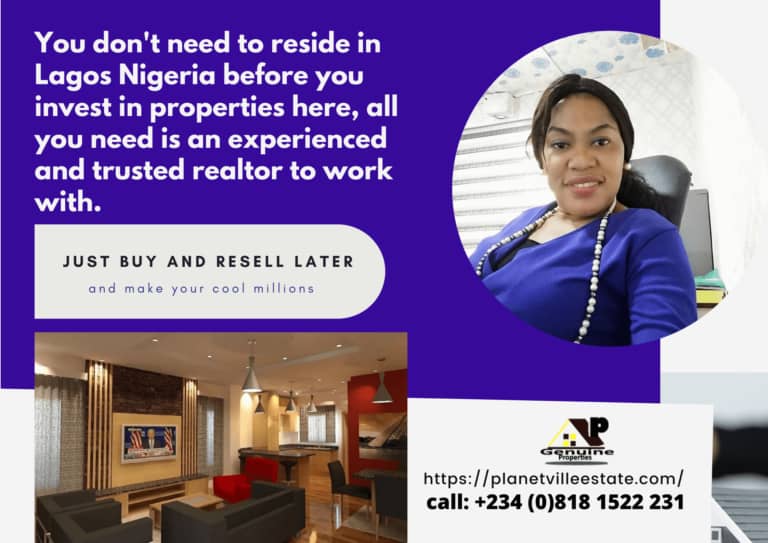 You don't need to reside in
Lagos Nigeria before you
invest in properties here, all
you need is an experienced
and trusted realtor to work
with.
JUST BUY AND RESELL LATER
and make your cool millions
P
Genuine
Properties
https://planetvilleestate.com/
call: +234 (0)818 1522 231